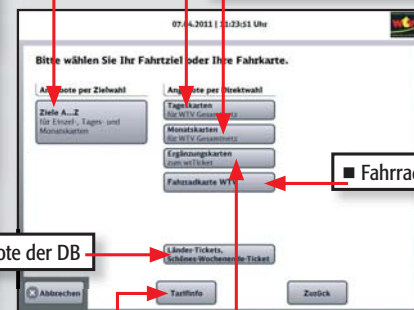 07.04.2011 | 11:23:51 Uhr
wtv
Bitte wählen Sie Ihr Fahrtziel oder Ihre Fahrkarte.
Angebote per Zielwahl
Angebote per Direktwahl
Ziele A...Z
für Einzel-, Tages- und
Monatskarten
Tageskarten
für WTV Gesamtnetz
Monatskarten
für WTV Gesamtnetz
Ergänzungskarten
zum wtTicket
Fahrradkarte WTV
■ Fahrrad
ote der DB
Länder-Tickets,
Schönes-Wochenende-Ticket
Abbrechen
Tarifinfo
Zurück